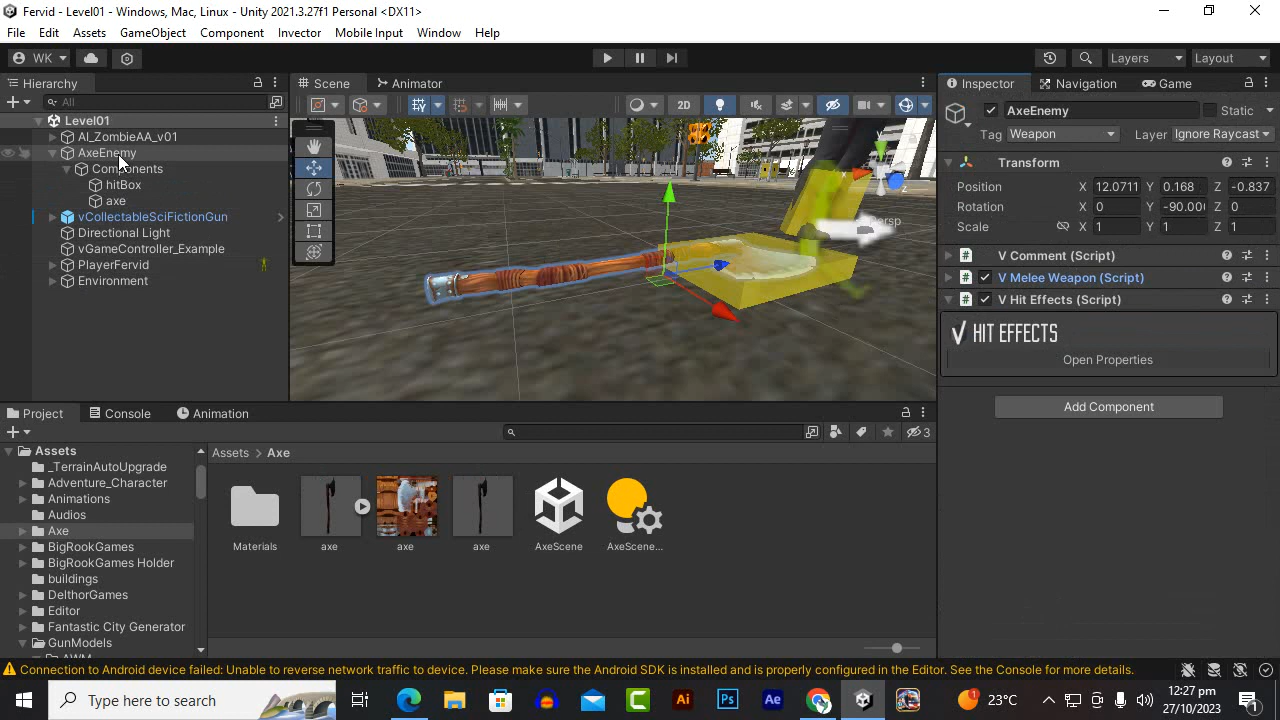 Fervid - Level01 - Windows, Mac, Linux - Unity 2021.3.27f1 Personal <DX11>
File Edit Assets GameObject Component Invector Mobile Input Window Help
WK Layers Layout
Hierarchy Scene Animator Inspector Navigation Game
All 2D
Level01
AI_ZombieAA_v01
AxeEnemy
Components
hitBox
axe
vCollectableSciFictionGun
Directional Light
vGameController_Example
PlayerFervid
Environment
x y z
Persp
AxeEnemy Static
Tag Weapon Layer Ignore Raycast
Transform
Position X 12.0711 Y 0.168 Z -0.837
Rotation X 0 Y -90.00( Z 0
Scale X 1 Y 1 Z 1
V Comment (Script)
V Melee Weapon (Script)
V Hit Effects (Script)
HIT EFFECTS
Open Properties
Add Component
Project Console Animation
3
Assets
_TerrainAutoUpgrade
Adventure_Character
Animations
Audios
Axe
BigRookGames
BigRookGames Holder
buildings
DelthorGames
Editor
Fantastic City Generator
GunModels
Assets > Axe
Materials axe axe axe AxeScene AxeScene...
Connection to Android device failed: Unable to reverse network traffic to device. Please make sure the Android SDK is installed and is properly configured in the Editor. See the Console for more details.
Type here to search
Ai Ps Ae
1 23°C
12:27 pm
27/10/2023
1